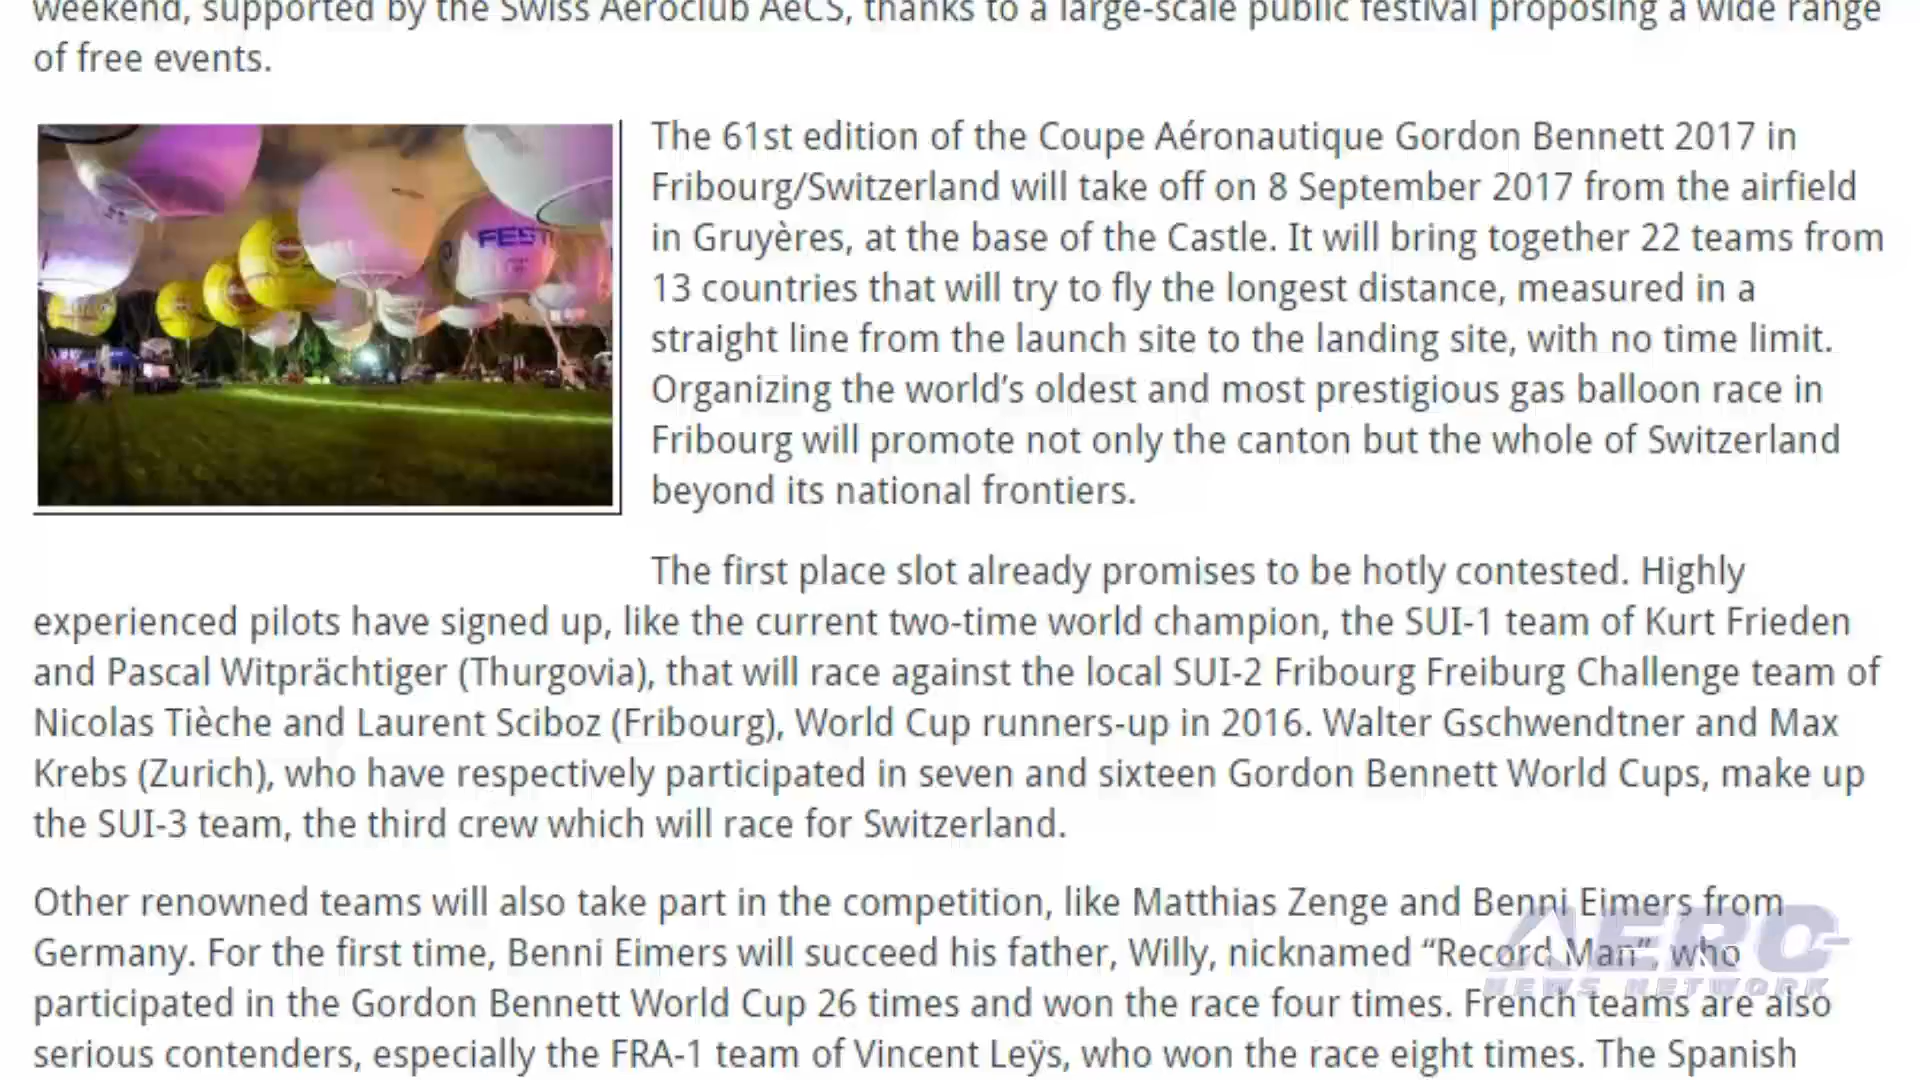 weekend, supported by the Swiss Aeroclub AeCS, thanks to a large-scale public festival proposing a wide range
of free events.
The 61st edition of the Coupe Aéronautique Gordon Bennett 2017 in
Fribourg/Switzerland will take off on 8 September 2017 from the airfield
in Gruyères, at the base of the Castle. It will bring together 22 teams from
13 countries that will try to fly the longest distance, measured in a
straight line from the launch site to the landing site, with no time limit.
Organizing the world’s oldest and most prestigious gas balloon race in
Fribourg will promote not only the canton but the whole of Switzerland
beyond its national frontiers.
FEST
The first place slot already promises to be hotly contested. Highly
experienced pilots have signed up, like the current two-time world champion, the SUI-1 team of Kurt Frieden
and Pascal Witprächtiger (Thurgovia), that will race against the local SUI-2 Fribourg Freiburg Challenge team of
Nicolas Tièche and Laurent Sciboz (Fribourg), World Cup runners-up in 2016. Walter Gschwendtner and Max
Krebs (Zurich), who have respectively participated in seven and sixteen Gordon Bennett World Cups, make up
the SUI-3 team, the third crew which will race for Switzerland.
Other renowned teams will also take part in the competition, like Matthias Zenge and Benni Eimers from
Germany. For the first time, Benni Eimers will succeed his father, Willy, nicknamed “Record Man”, who
participated in the Gordon Bennett World Cup 26 times and won the race four times. French teams are also
serious contenders, especially the FRA-1 team of Vincent Leÿs, who won the race eight times. The Spanish
AERO
NEWS NETWORK